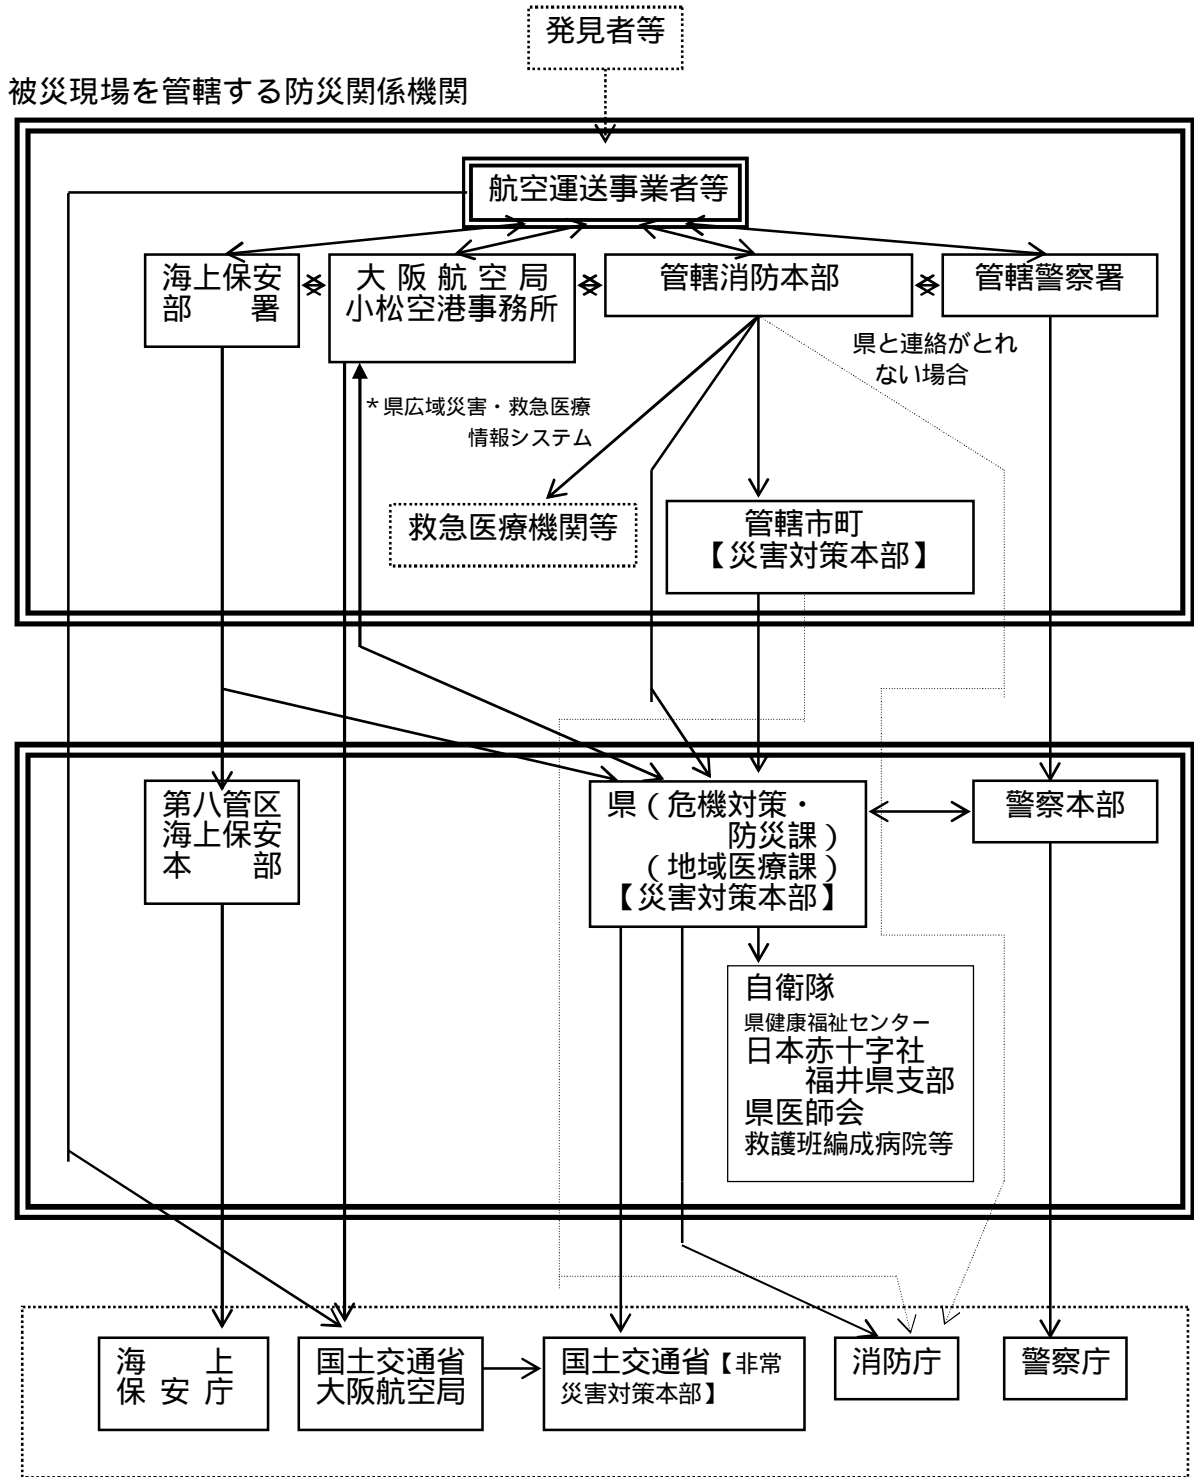 発見者等
被災現場を管轄する防災関係機関
航空運送事業者等
海上保安
部　　署
大 阪 航 空 局
小松空港事務所
管轄消防本部
管轄警察署
県と連絡がとれ
ない場合
＊県広域災害・救急医療
情報システム
救急医療機関等
管轄市町
【災害対策本部】
第八管区
海上保安
本　　部
県（危機対策・
防災課）
（地域医療課）
【災害対策本部】
警察本部
自衛隊
県健康福祉センター
日本赤十字社
福井県支部
県医師会
救護班編成病院等
海　　上
保 安 庁
国土交通省
大阪航空局
国土交通省【非常
災害対策本部】
消防庁
警察庁